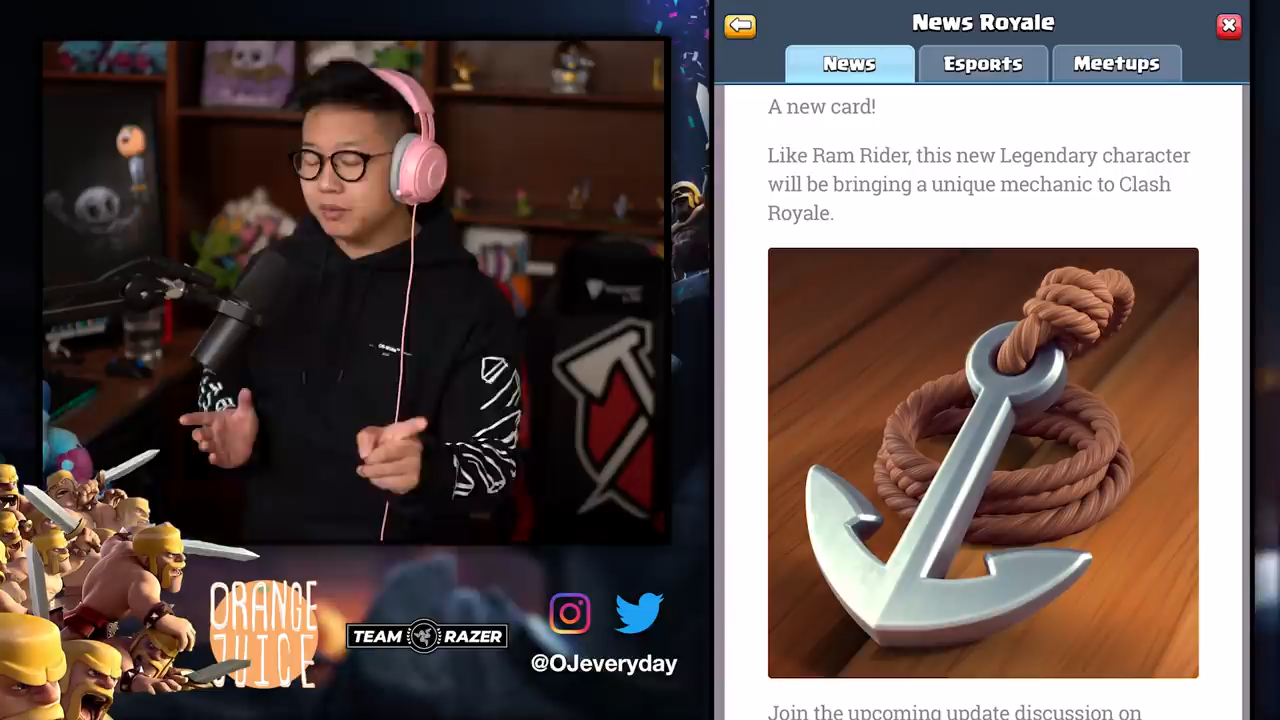 News Royale
News
Esports
Meetups
A new card!
Like Ram Rider, this new Legendary character
will be bringing a unique mechanic to Clash
Royale.
Join the upcoming update discussion on
ORANGE
JUICE
TEAM RAZER
@OJeveryday